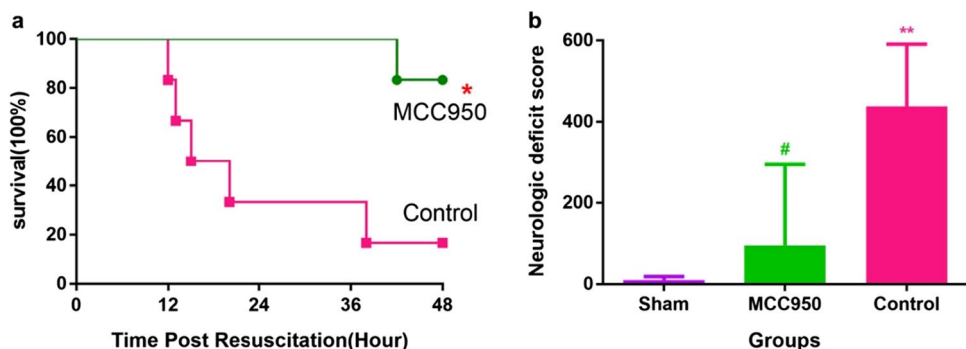 a
survival(100%)
100
80
60
40
20
0
0 12 24 36 48
Time Post Resuscitation(Hour)
*
MCC950
Control
b
Neurologic deficit score
600
400
200
0
#
**
Sham MCC950 Control
Groups